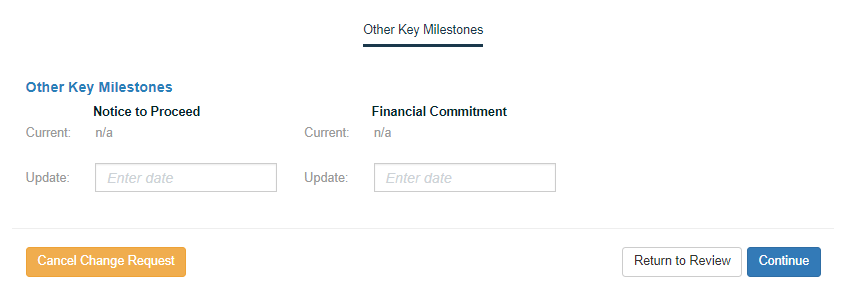 Other Key Milestones
Other Key Milestones
Notice to Proceed Financial Commitment
Current: n/a Current: n/a
Update: Enter date Update: Enter date
Cancel Change Request Return to Review Continue